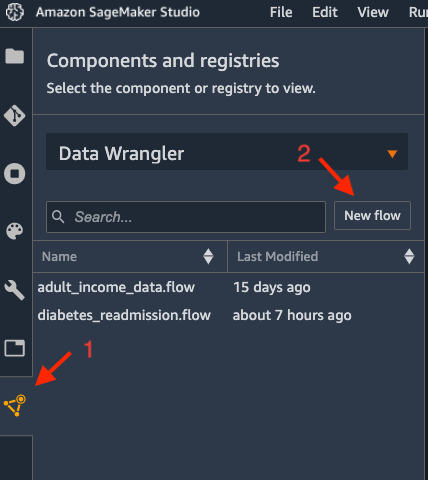 Amazon SageMaker Studio File Edit View Ru
Components and registries
Select the component or registry to view.
Data Wrangler
2
Search...
New flow
Name Last Modified
adult_income_data.flow 15 days ago
diabetes_readmission.flow about 7 hours ago
1